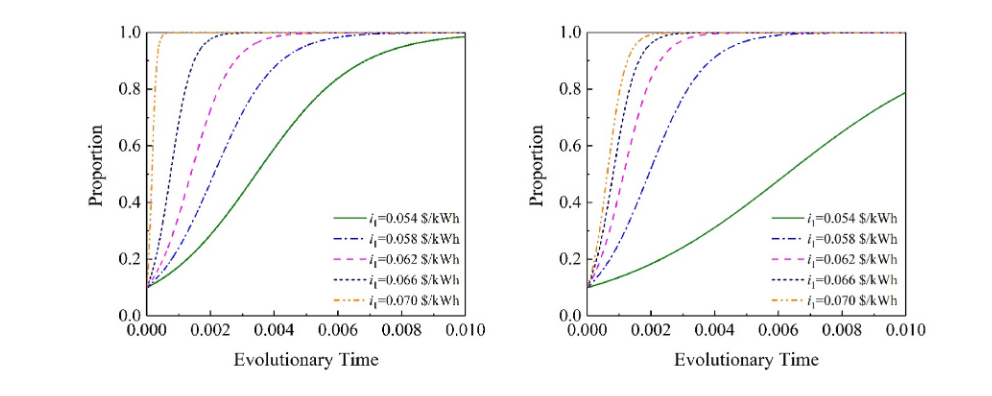 1.0
0.8
0.6
0.4
0.2
0.0
Proportion
i₁=0.054 $/kWh
i₁=0.058 $/kWh
i₁=0.062 $/kWh
i₁=0.066 $/kWh
i₁=0.070 $/kWh
0.000 0.002 0.004 0.006 0.008 0.010
Evolutionary Time
1.0
0.8
0.6
0.4
0.2
0.0
Proportion
i₁=0.054 $/kWh
i₁=0.058 $/kWh
i₁=0.062 $/kWh
i₁=0.066 $/kWh
i₁=0.070 $/kWh
0.000 0.002 0.004 0.006 0.008 0.010
Evolutionary Time